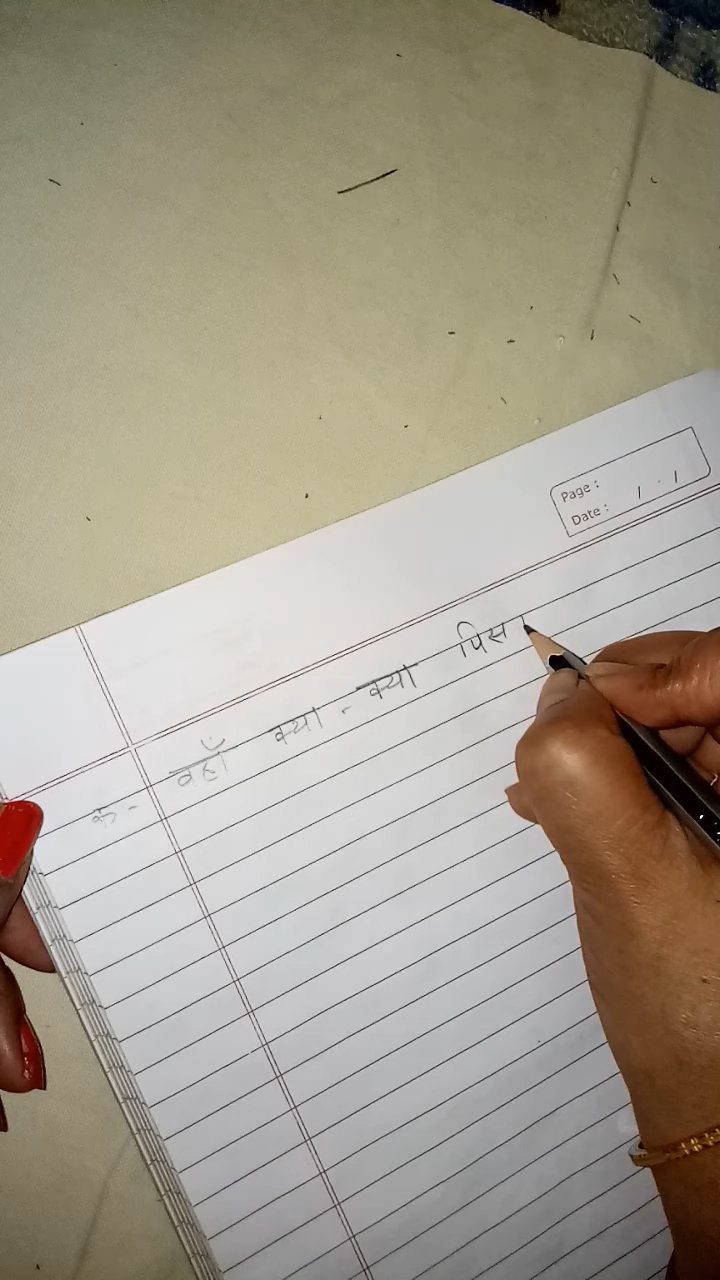 Page :
Date : / /
क- वहाँ क्या - क्या पिस